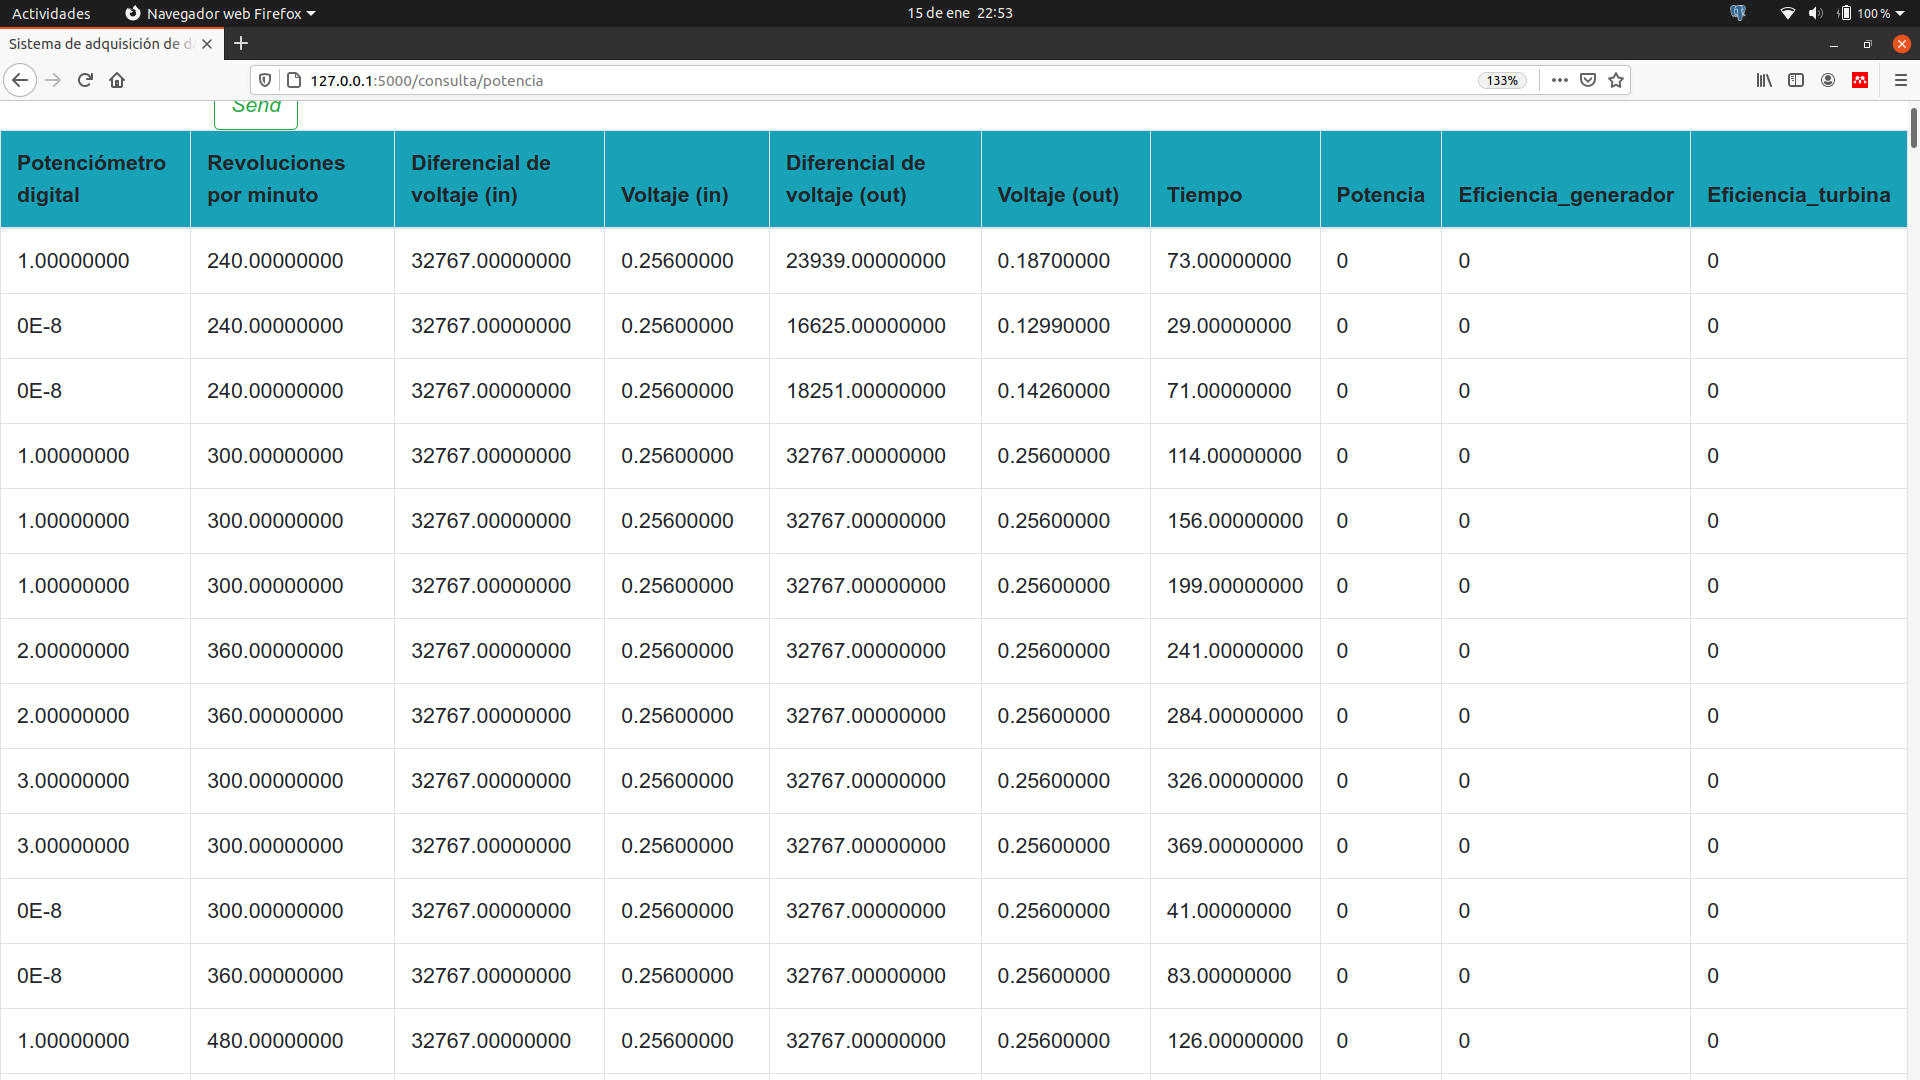 Actividades Navegador web Firefox 15 de ene 22:53 100 %
Sistema de adquisición de d
127.0.0.1:5000/consulta/potencia 133%
Send
Potenciómetro digital Revoluciones por minuto Diferencial de voltaje (in) Voltaje (in) Diferencial de voltaje (out) Voltaje (out) Tiempo Potencia Eficiencia_generador Eficiencia_turbina
1.00000000 240.00000000 32767.00000000 0.25600000 23939.00000000 0.18700000 73.00000000 0 0 0
0E-8 240.00000000 32767.00000000 0.25600000 16625.00000000 0.12990000 29.00000000 0 0 0
0E-8 240.00000000 32767.00000000 0.25600000 18251.00000000 0.14260000 71.00000000 0 0 0
1.00000000 300.00000000 32767.00000000 0.25600000 32767.00000000 0.25600000 114.00000000 0 0 0
1.00000000 300.00000000 32767.00000000 0.25600000 32767.00000000 0.25600000 156.00000000 0 0 0
1.00000000 300.00000000 32767.00000000 0.25600000 32767.00000000 0.25600000 199.00000000 0 0 0
2.00000000 360.00000000 32767.00000000 0.25600000 32767.00000000 0.25600000 241.00000000 0 0 0
2.00000000 360.00000000 32767.00000000 0.25600000 32767.00000000 0.25600000 284.00000000 0 0 0
3.00000000 300.00000000 32767.00000000 0.25600000 32767.00000000 0.25600000 326.00000000 0 0 0
3.00000000 300.00000000 32767.00000000 0.25600000 32767.00000000 0.25600000 369.00000000 0 0 0
0E-8 300.00000000 32767.00000000 0.25600000 32767.00000000 0.25600000 41.00000000 0 0 0
0E-8 360.00000000 32767.00000000 0.25600000 32767.00000000 0.25600000 83.00000000 0 0 0
1.00000000 480.00000000 32767.00000000 0.25600000 32767.00000000 0.25600000 126.00000000 0 0 0